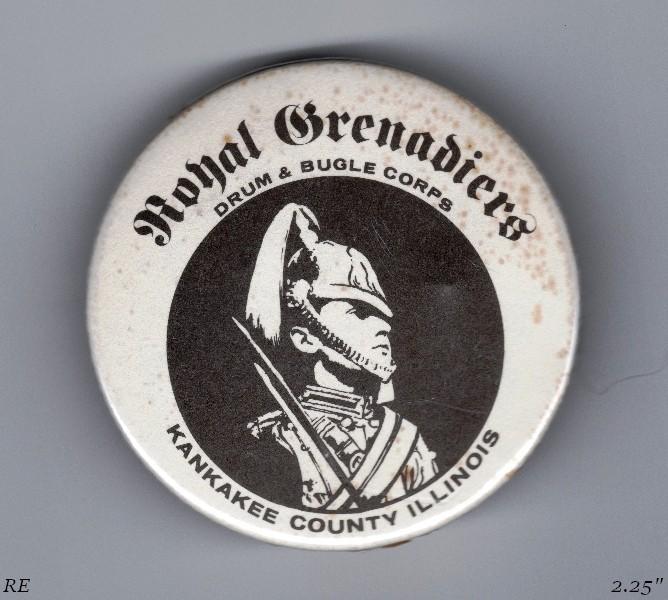 Royal Grenadiers
DRUM & BUGLE CORPS
KANKAKEE COUNTY ILLINOIS
RE
2.25"